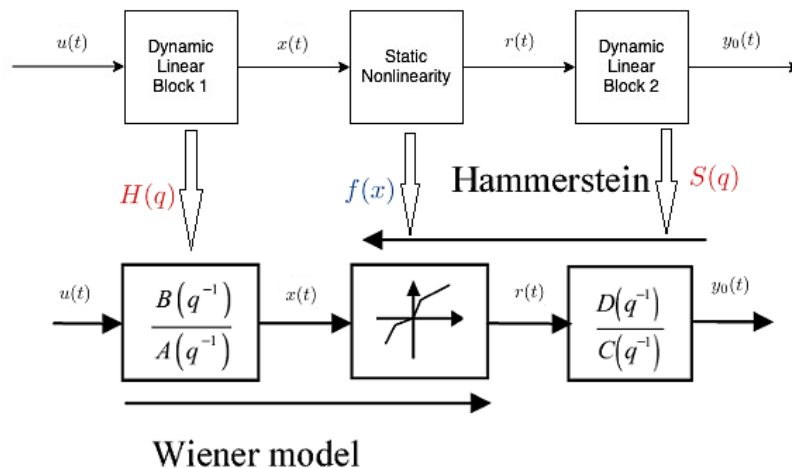 u(t)
Dynamic
Linear
Block 1
x(t)
Static
Nonlinearity
r(t)
Dynamic
Linear
Block 2
y₀(t)
H(q)
f(x)
Hammerstein
S(q)
u(t)
B(q⁻¹)
A(q⁻¹)
x(t)
r(t)
D(q⁻¹)
C(q⁻¹)
y₀(t)
Wiener model